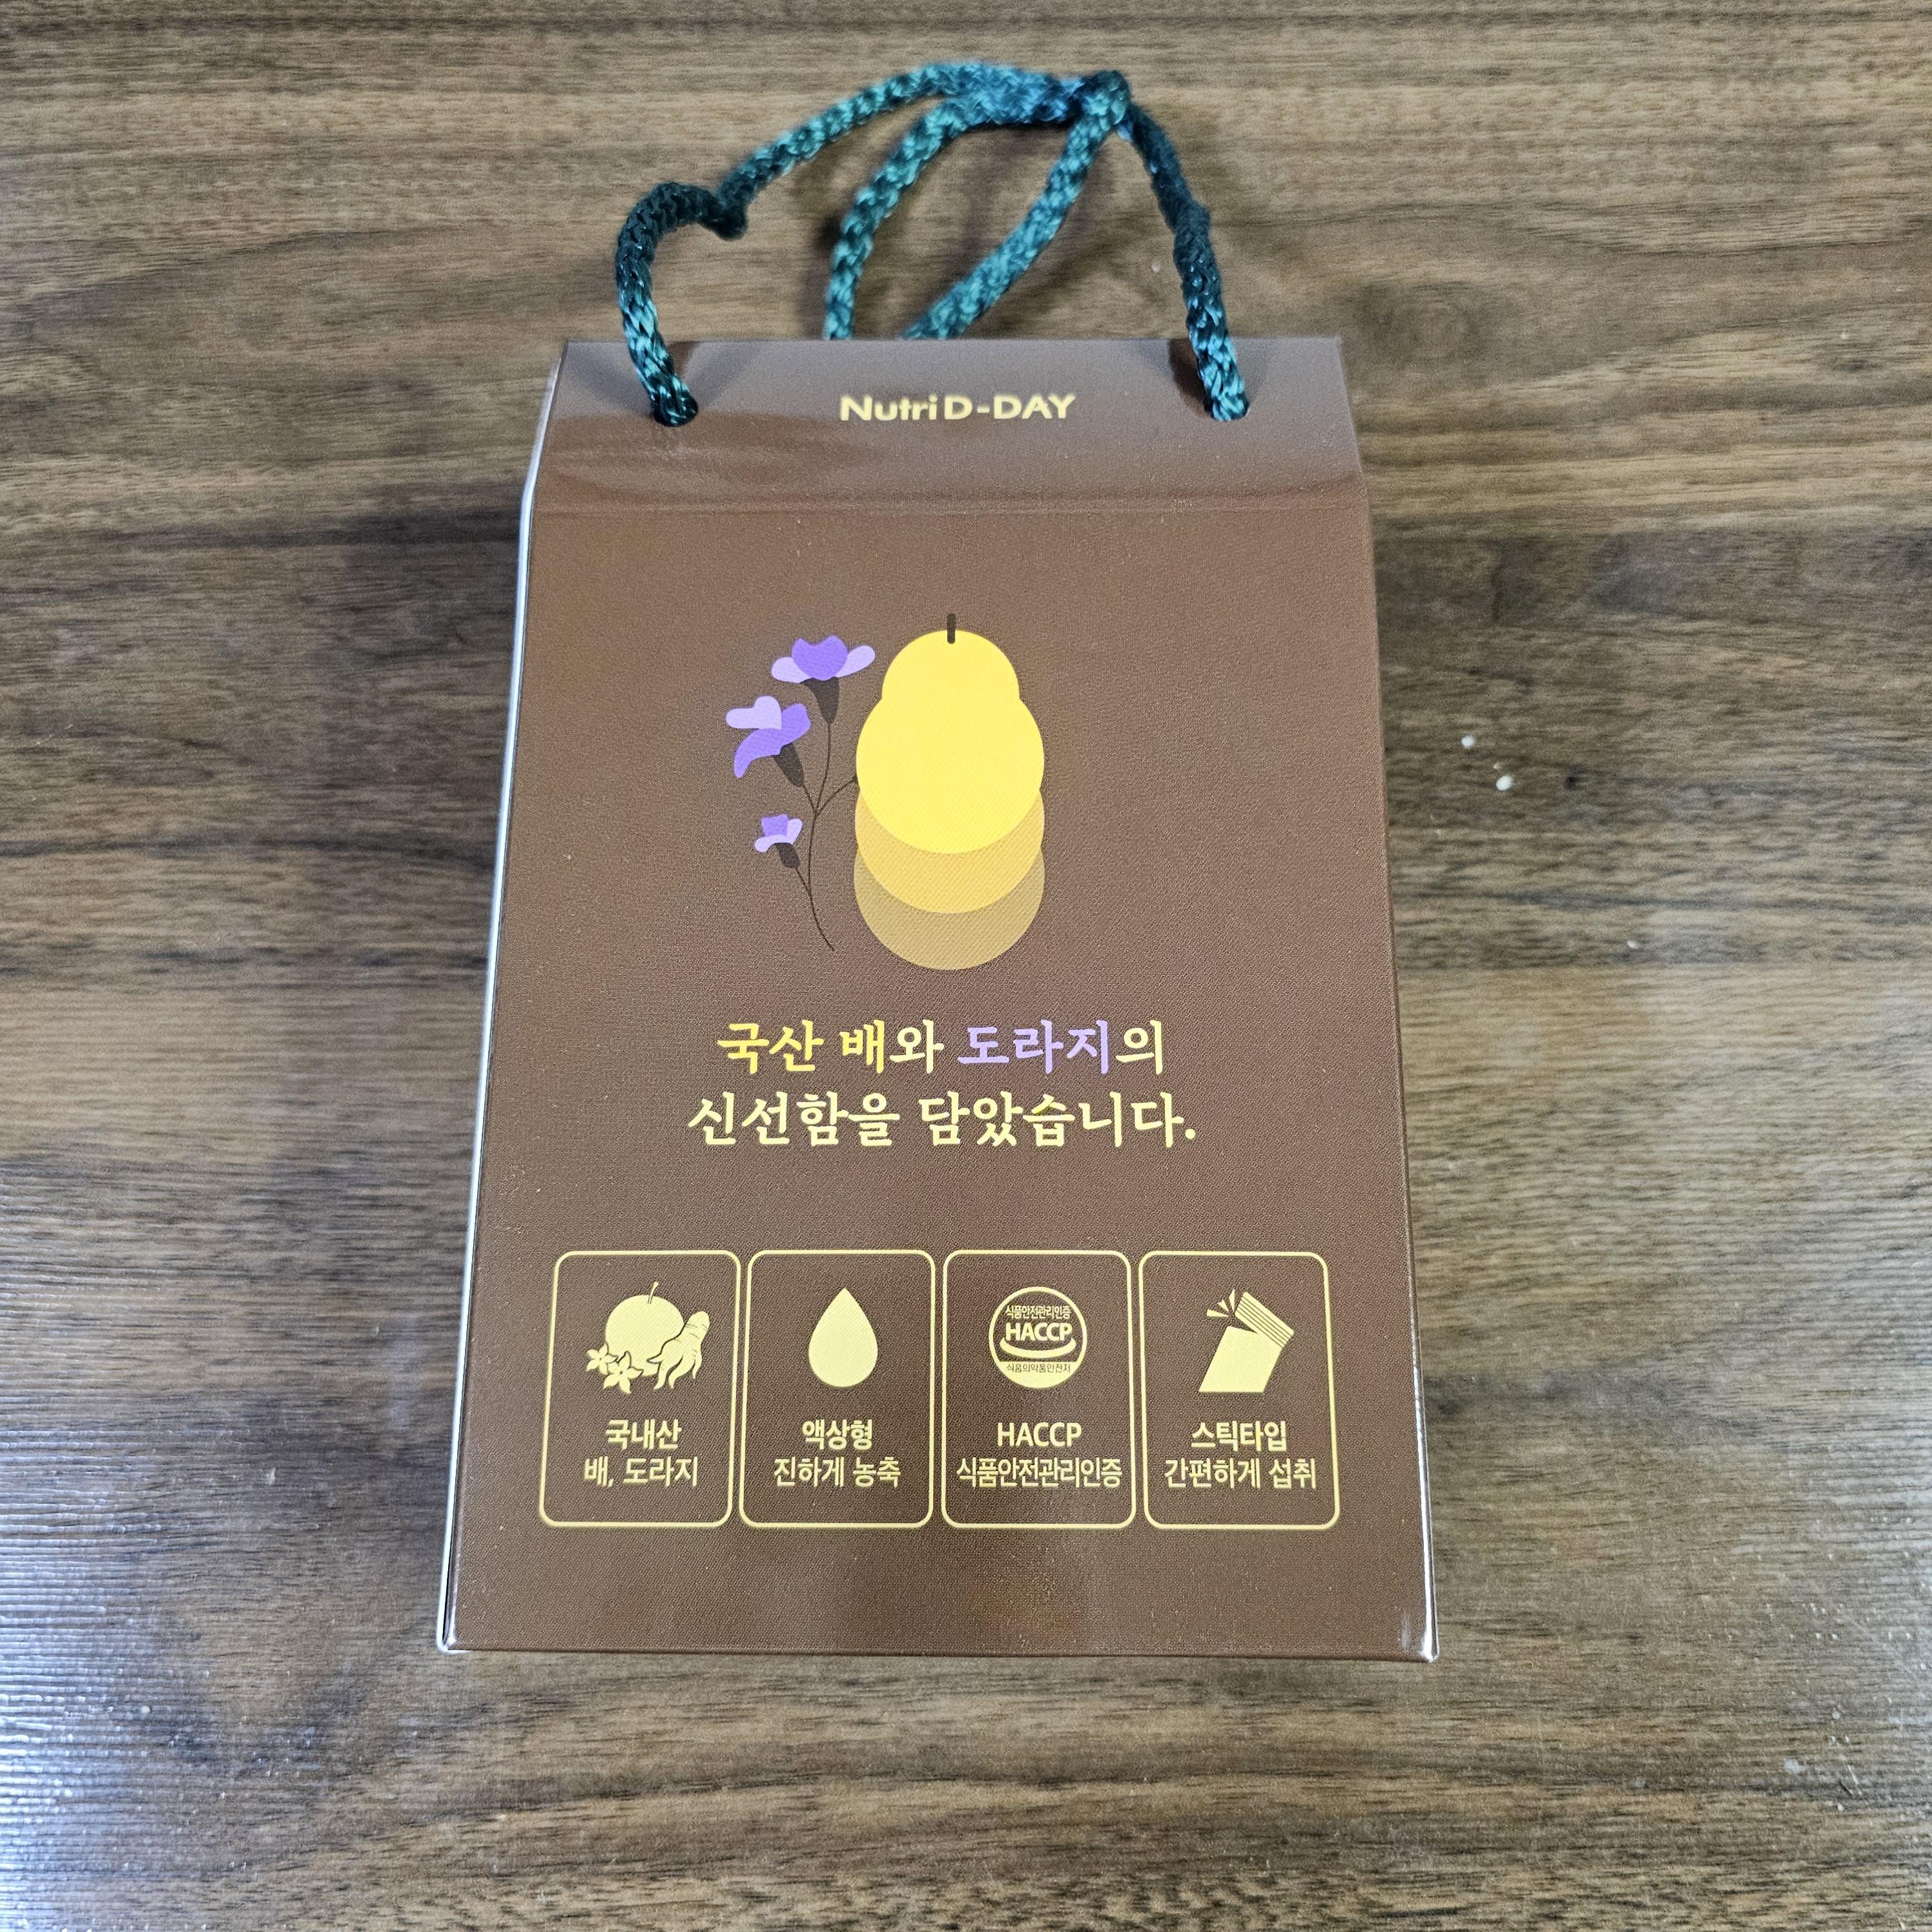 Nutri D-DAY
국산 배와 도라지의
신선함을 담았습니다.
식품안전관리인증
HACCP
식품의약품안전처
국내산
배, 도라지
액상형
진하게 농축
HACCP
식품안전관리인증
스틱타입
간편하게 섭취